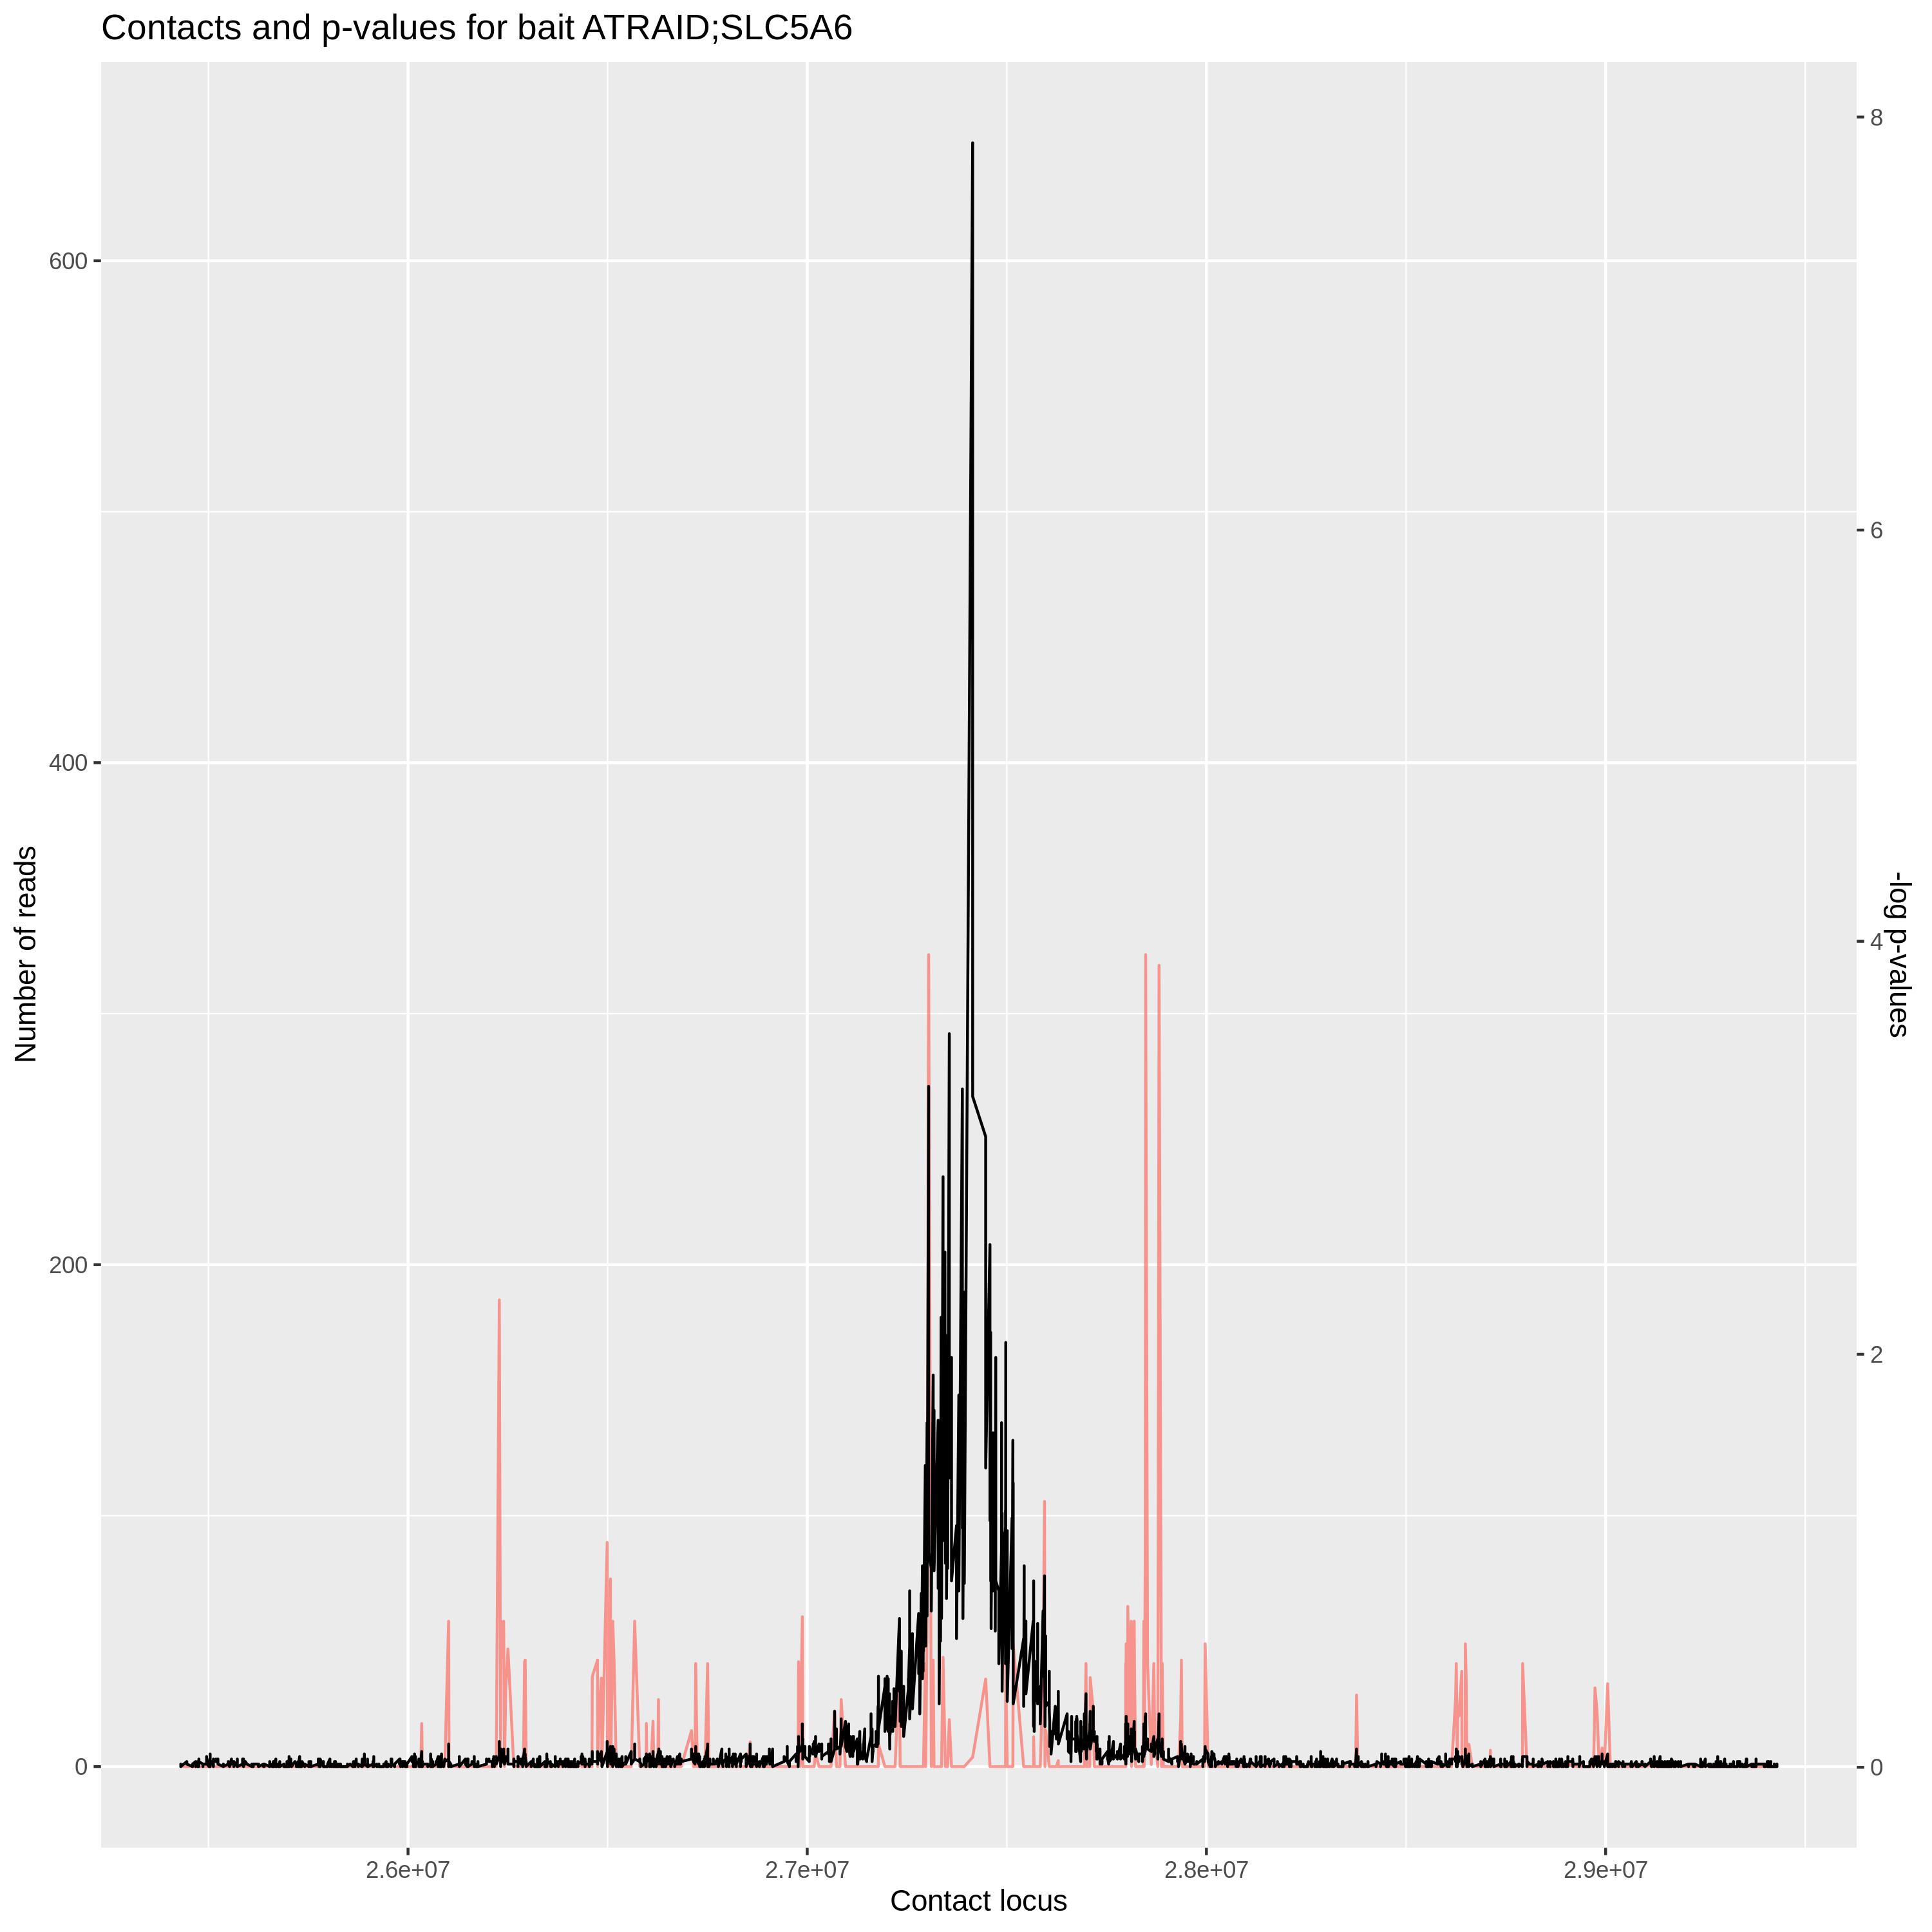 Contacts and p-values for bait ATRAID;SLC5A6
8
600
6
400
4
Number of reads
-log p-values
200
2
0
0
2.6e+07
2.7e+07
2.8e+07
2.9e+07
Contact locus